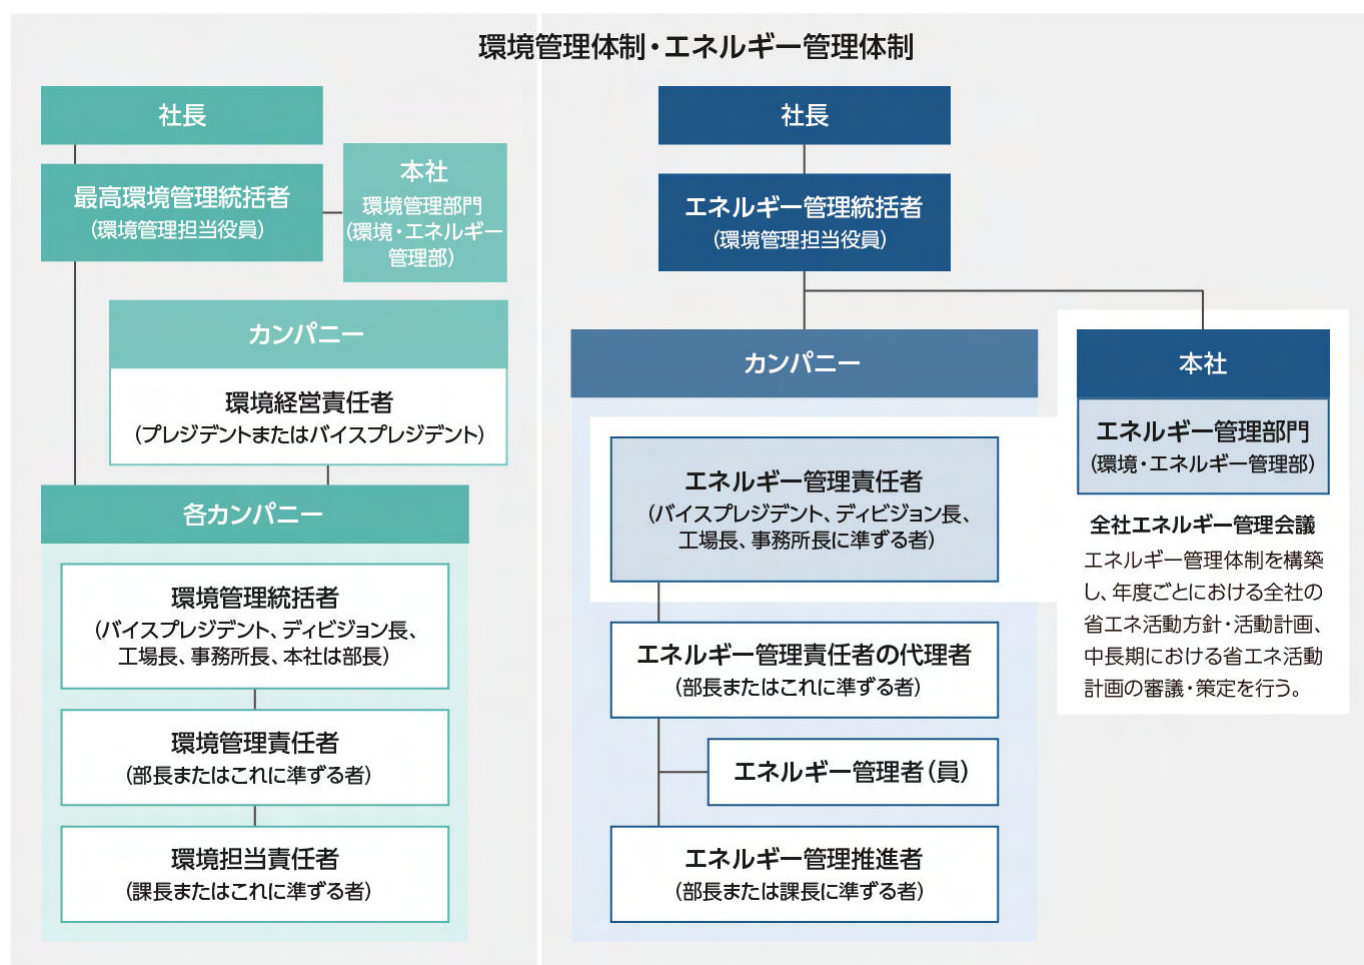 環境管理体制・エネルギー管理体制
社長
最高環境管理統括者
(環境管理担当役員)
本社
環境管理部門
(環境・エネルギー
管理部)
カンパニー
環境経営責任者
(プレジデントまたはバイスプレジデント)
各カンパニー
環境管理統括者
(バイスプレジデント、ディビジョン長、
工場長、事務所長、本社は部長)
環境管理責任者
(部長またはこれに準ずる者)
環境担当責任者
(課長またはこれに準ずる者)
社長
エネルギー管理統括者
(環境管理担当役員)
カンパニー
エネルギー管理責任者
(バイスプレジデント、ディビジョン長、
工場長、事務所長に準ずる者)
エネルギー管理責任者の代理者
(部長またはこれに準ずる者)
エネルギー管理者(員)
エネルギー管理推進者
(部長または課長に準ずる者)
本社
エネルギー管理部門
(環境・エネルギー管理部)
全社エネルギー管理会議
エネルギー管理体制を構築
し、年度ごとにおける全社の
省エネ活動方針・活動計画、
中長期における省エネ活動
計画の審議・策定を行う。